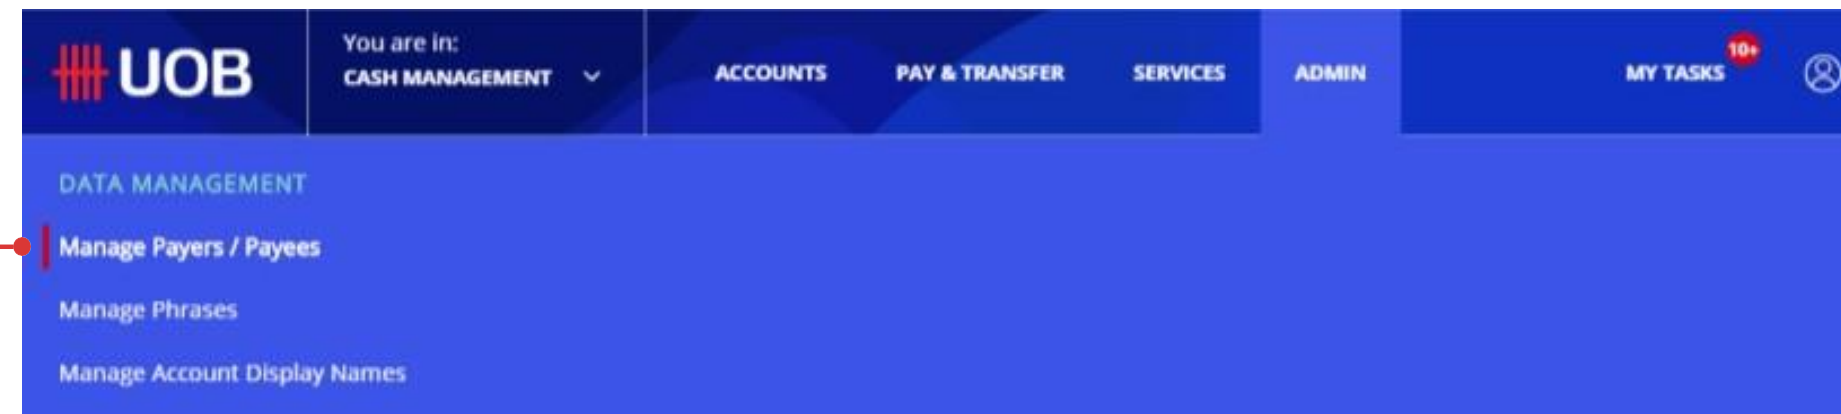 UOB
You are in:
CASH MANAGEMENT
ACCOUNTS
PAY & TRANSFER
SERVICES
ADMIN
MY TASKS
10+
DATA MANAGEMENT
Manage Payers / Payees
Manage Phrases
Manage Account Display Names